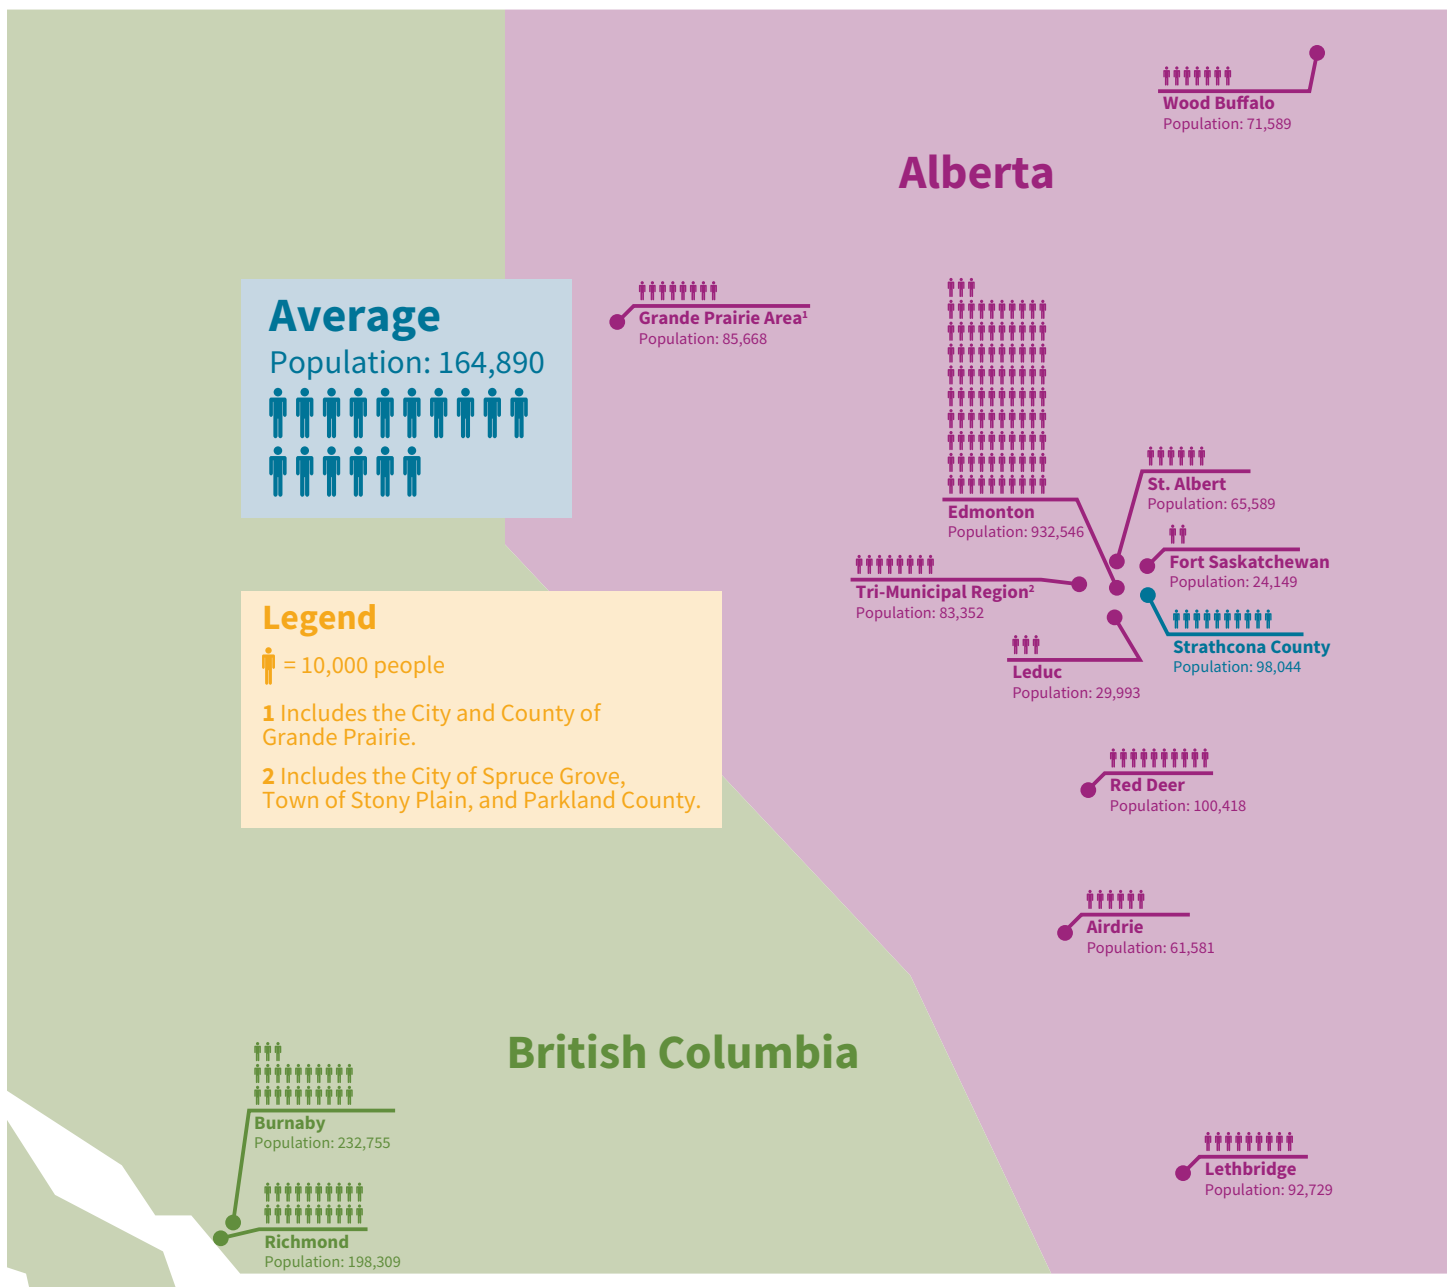 Wood Buffalo
Population: 71,589
Alberta
Average
Population: 164,890
Grande Prairie Area¹
Population: 85,668
Edmonton
Population: 932,546
St. Albert
Population: 65,589
Fort Saskatchewan
Population: 24,149
Tri-Municipal Region²
Population: 83,352
Strathcona County
Population: 98,044
Leduc
Population: 29,993
Legend
= 10,000 people
1 Includes the City and County of
Grande Prairie.
2 Includes the City of Spruce Grove,
Town of Stony Plain, and Parkland County.
Red Deer
Population: 100,418
Airdrie
Population: 61,581
British Columbia
Burnaby
Population: 232,755
Lethbridge
Population: 92,729
Richmond
Population: 198,309